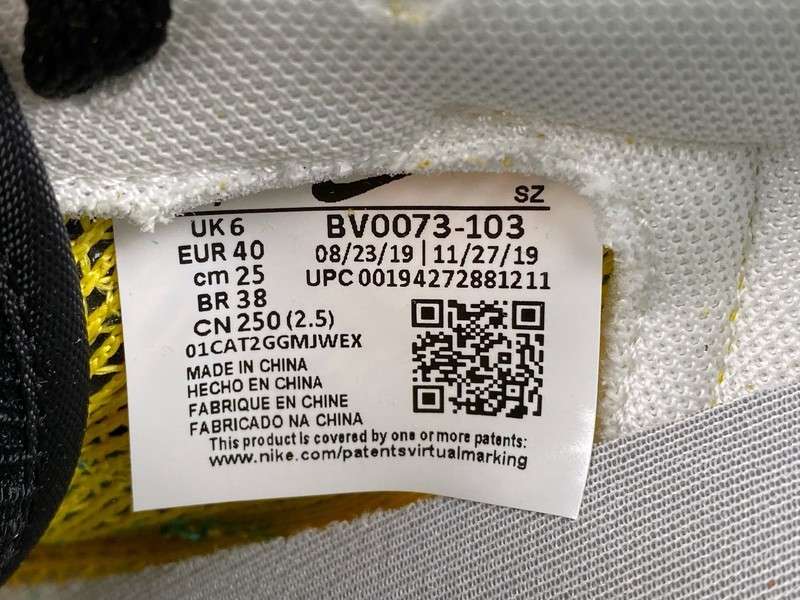 SZ
UK 6
EUR 40
cm 25
BR 38
CN 250 (2.5)
BV0073-103
08/23/19 | 11/27/19
UPC 00194272881211
01CAT2GGMJWEX
MADE IN CHINA
HECHO EN CHINA
FABRIQUE EN CHINE
FABRICADO NA CHINA
This product is covered by one or more patents:
www.nike.com/patentsvirtualmarking